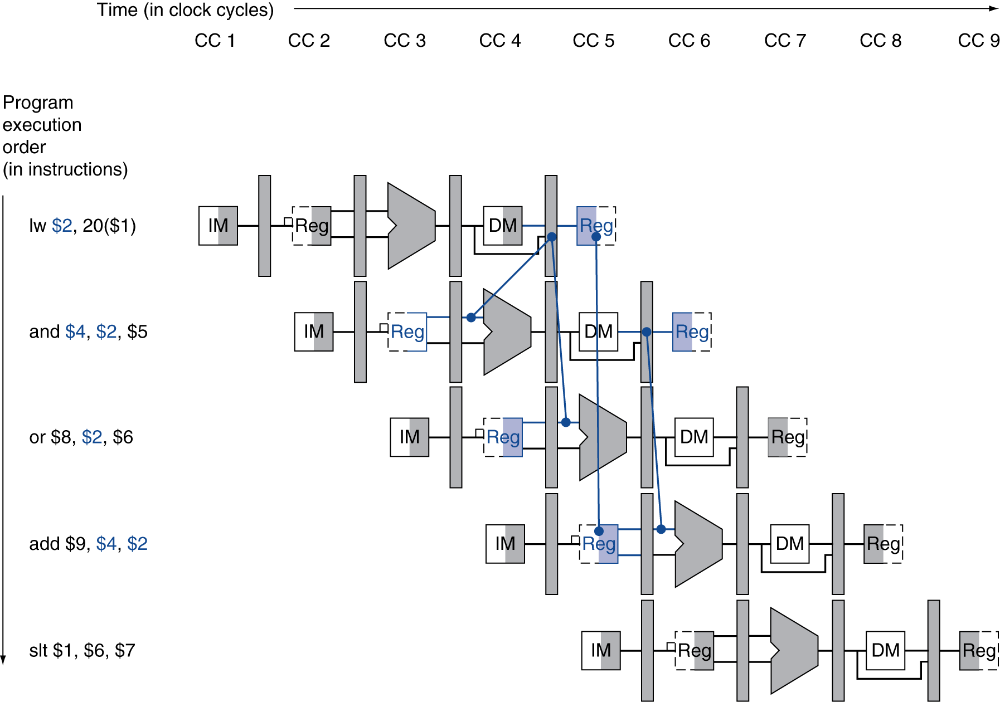 Time (in clock cycles)
CC 1 CC 2 CC 3 CC 4 CC 5 CC 6 CC 7 CC 8 CC 9
Program
execution
order
(in instructions)
lw $2, 20($1) IM Reg DM Reg
and $4, $2, $5 IM Reg DM Reg
or $8, $2, $6 IM Reg DM Reg
add $9, $4, $2 IM Reg DM Reg
slt $1, $6, $7 IM Reg DM Reg